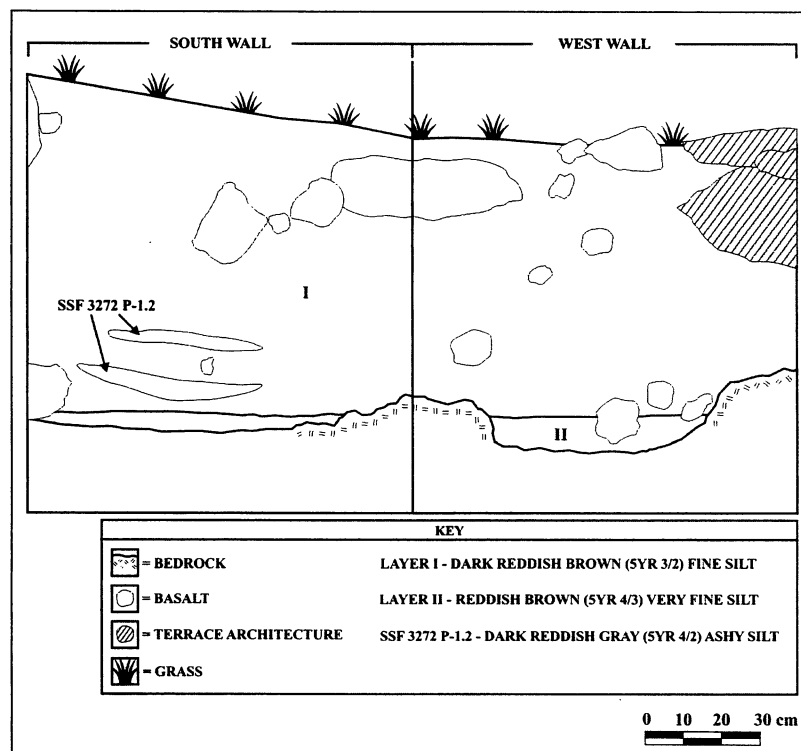 SOUTH WALL
WEST WALL
I
SSF 3272 P-1.2
II
KEY
= BEDROCK
LAYER I - DARK REDDISH BROWN (5YR 3/2) FINE SILT
= BASALT
LAYER II - REDDISH BROWN (5YR 4/3) VERY FINE SILT
= TERRACE ARCHITECTURE
SSF 3272 P-1.2 - DARK REDDISH GRAY (5YR 4/2) ASHY SILT
= GRASS
0 10 20 30 cm